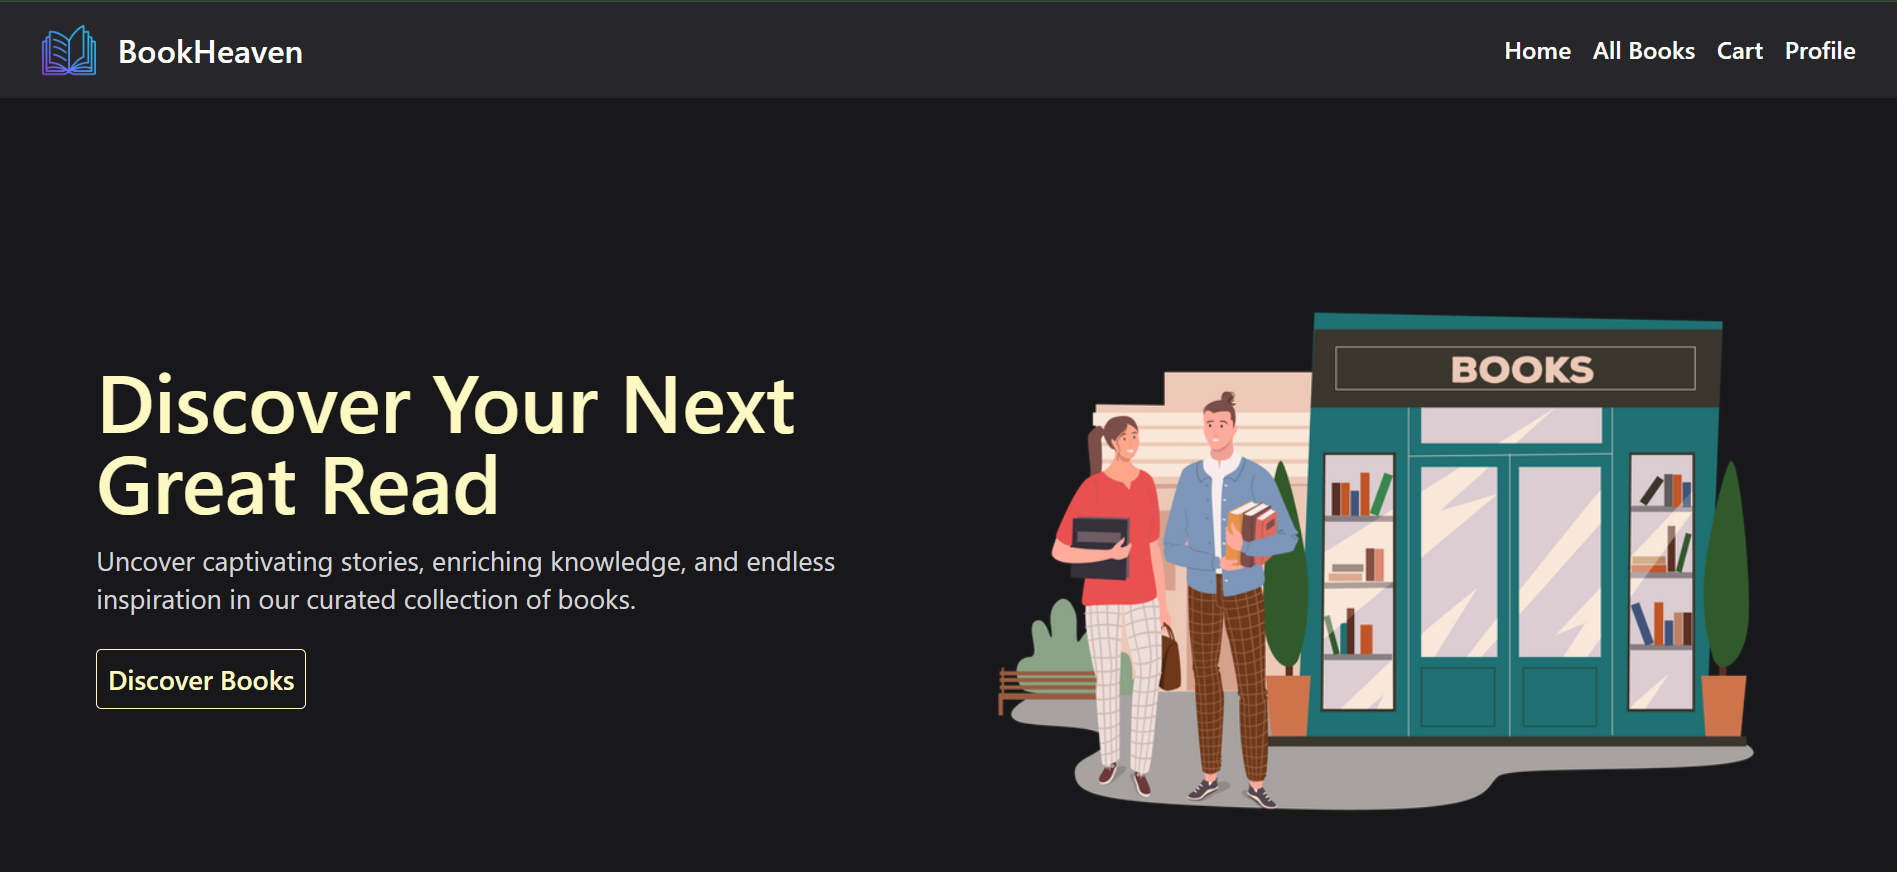 BookHeaven
Home All Books Cart Profile
BOOKS
Discover Your Next
Great Read
Uncover captivating stories, enriching knowledge, and endless
inspiration in our curated collection of books.
Discover Books